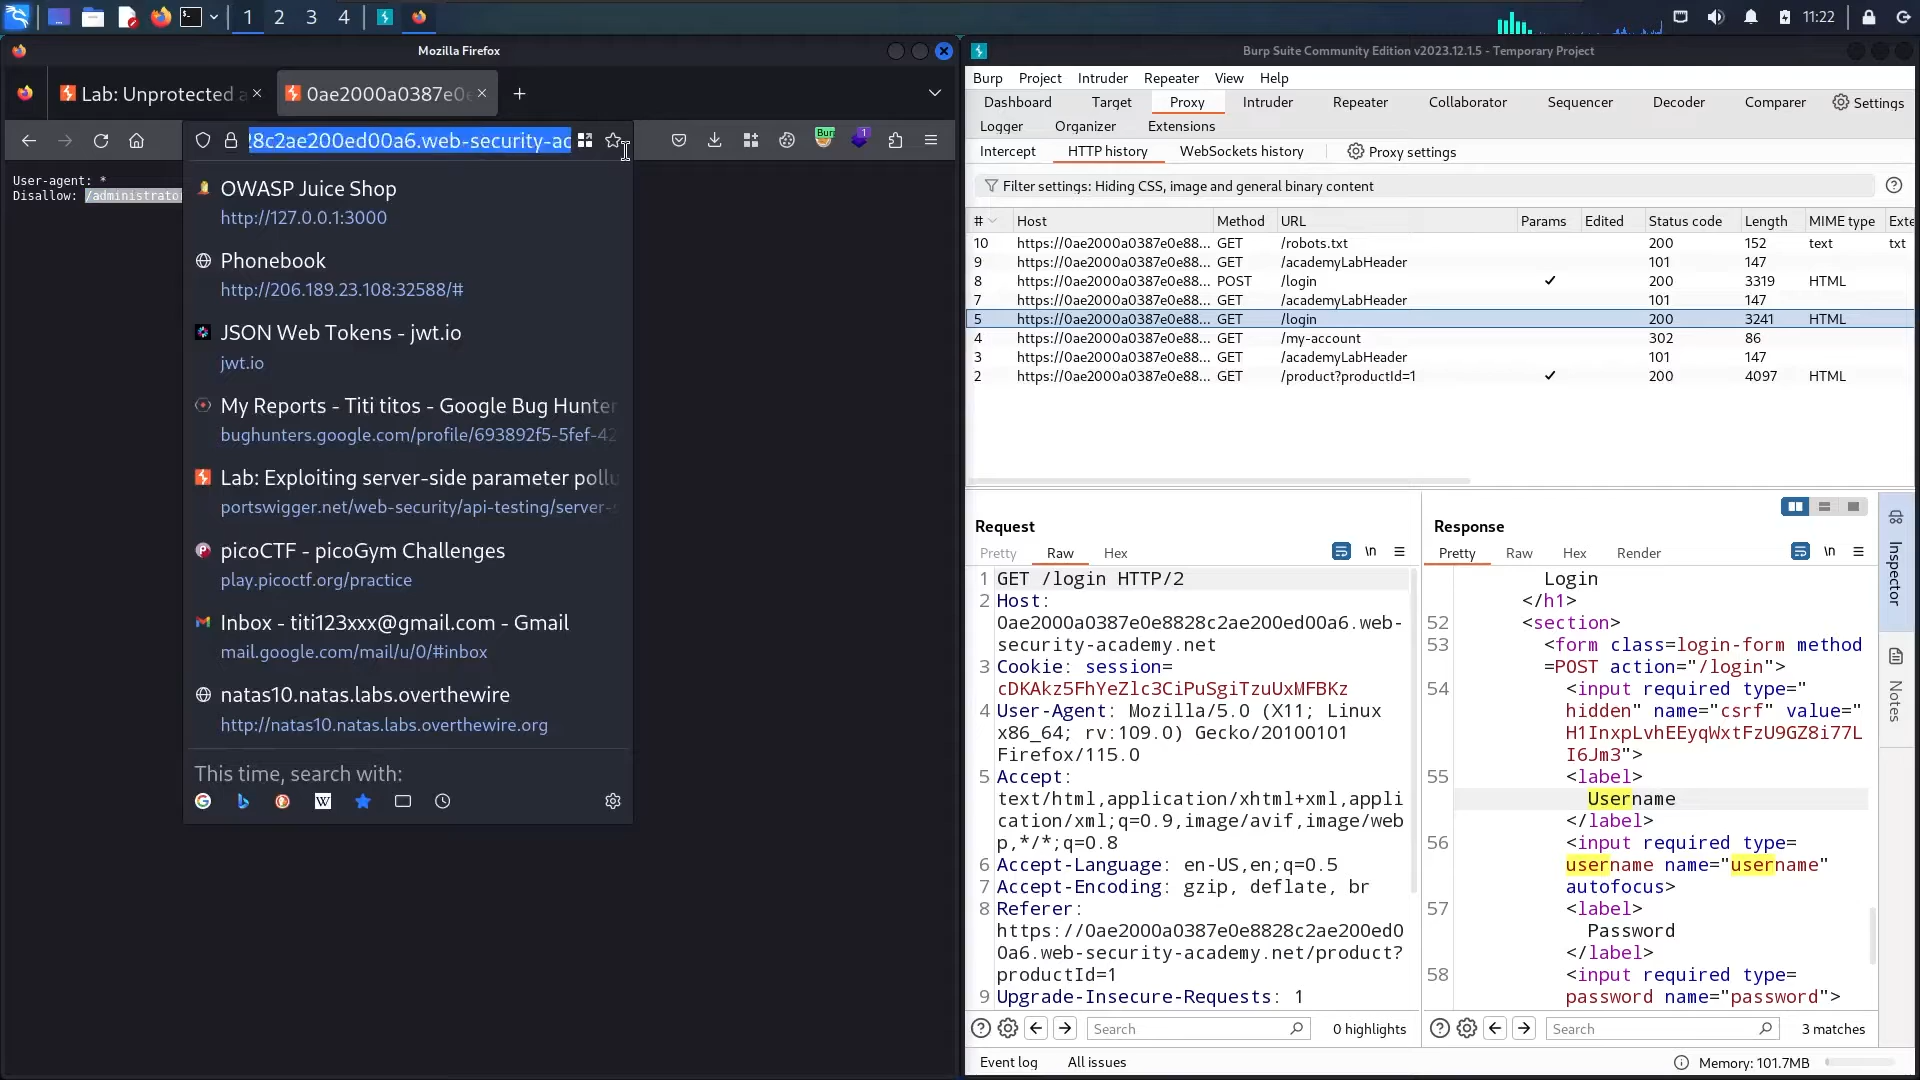 1 2 3 4
11:22
Mozilla Firefox
Lab: Unprotected a
0ae2000a0387e0e
28c2ae200ed00a6.web-security-ac
Burp
1
User-agent: *
Disallow: /administrator
OWASP Juice Shop
http://127.0.0.1:3000
Phonebook
http://206.189.23.108:32588/#
JSON Web Tokens - jwt.io
jwt.io
My Reports - Titi titos - Google Bug Hunter
bughunters.google.com/profile/693892f5-5fef-42
Lab: Exploiting server-side parameter pollu
portswigger.net/web-security/api-testing/server-s
picoCTF - picoGym Challenges
play.picoctf.org/practice
Inbox - titi123xxx@gmail.com - Gmail
mail.google.com/mail/u/0/#inbox
natas10.natas.labs.overthewire
http://natas10.natas.labs.overthewire.org
This time, search with:
Burp Suite Community Edition v2023.12.1.5 - Temporary Project
Burp Project Intruder Repeater View Help
Dashboard Target Proxy Intruder Repeater Collaborator Sequencer Decoder Comparer Settings
Logger Organizer Extensions
Intercept HTTP history WebSockets history Proxy settings
Filter settings: Hiding CSS, image and general binary content
# Host Method URL Params Edited Status code Length MIME type Exte
10 https://0ae2000a0387e0e88... GET /robots.txt 200 152 text txt
9 https://0ae2000a0387e0e88... GET /academyLabHeader 101 147
8 https://0ae2000a0387e0e88... POST /login ✓ 200 3319 HTML
7 https://0ae2000a0387e0e88... GET /academyLabHeader 101 147
5 https://0ae2000a0387e0e88... GET /login 200 3241 HTML
4 https://0ae2000a0387e0e88... GET /my-account 302 86
3 https://0ae2000a0387e0e88... GET /academyLabHeader 101 147
2 https://0ae2000a0387e0e88... GET /product?productId=1 ✓ 200 4097 HTML
Request
Pretty Raw Hex \n
1 GET /login HTTP/2
2 Host:
0ae2000a0387e0e8828c2ae200ed00a6.web-
security-academy.net
3 Cookie: session=
cDKAkz5FhYeZlc3CiPuSgiTzuUxMFBKz
4 User-Agent: Mozilla/5.0 (X11; Linux
x86_64; rv:109.0) Gecko/20100101
Firefox/115.0
5 Accept:
text/html,application/xhtml+xml,appli
cation/xml;q=0.9,image/avif,image/web
p,*/*;q=0.8
6 Accept-Language: en-US,en;q=0.5
7 Accept-Encoding: gzip, deflate, br
8 Referer:
https://0ae2000a0387e0e8828c2ae200ed0
0a6.web-security-academy.net/product?
productId=1
9 Upgrade-Insecure-Requests: 1
Search 0 highlights
Response
Pretty Raw Hex Render \n
Login
</h1>
52 <section>
53 <form class=login-form method
=POST action="/login">
54 <input required type="
hidden" name="csrf" value="
H1InxpLvhEEyqWxtFzU9GZ8i77L
I6Jm3">
55 <label>
Username
</label>
56 <input required type=
username name="username"
autofocus>
57 <label>
Password
</label>
58 <input required type=
password name="password">
Search 3 matches
Inspector
Notes
Event log All issues
Memory: 101.7MB